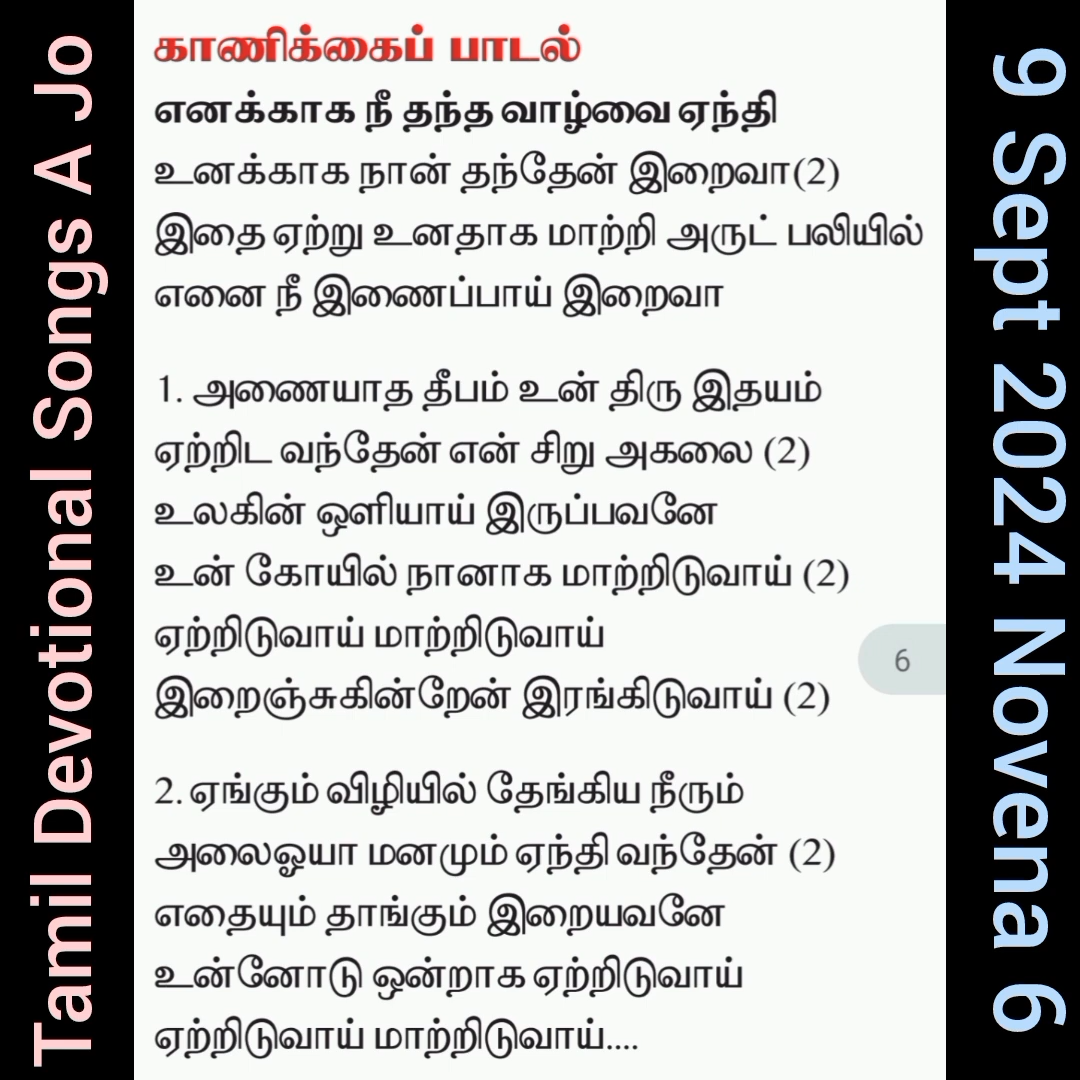 Tamil Devotional Songs A Jo
காணிக்கைப் பாடல்
எனக்காக நீ தந்த வாழ்வை ஏந்தி
உனக்காக நான் தந்தேன் இறைவா(2)
இதை ஏற்று உனதாக மாற்றி அருட் பலியில்
எனை நீ இணைப்பாய் இறைவா
1. அணையாத தீபம் உன் திரு இதயம்
ஏற்றிட வந்தேன் என் சிறு அகலை (2)
உலகின் ஒளியாய் இருப்பவனே
உன் கோயில் நானாக மாற்றிடுவாய் (2)
ஏற்றிடுவாய் மாற்றிடுவாய்
இறைஞ்சுகின்றேன் இரங்கிடுவாய் (2)
2. ஏங்கும் விழியில் தேங்கிய நீரும்
அலைஓயா மனமும் ஏந்தி வந்தேன் (2)
எதையும் தாங்கும் இறையவனே
உன்னோடு ஒன்றாக ஏற்றிடுவாய்
ஏற்றிடுவாய் மாற்றிடுவாய்....
6
9 Sept 2024 Novena 6